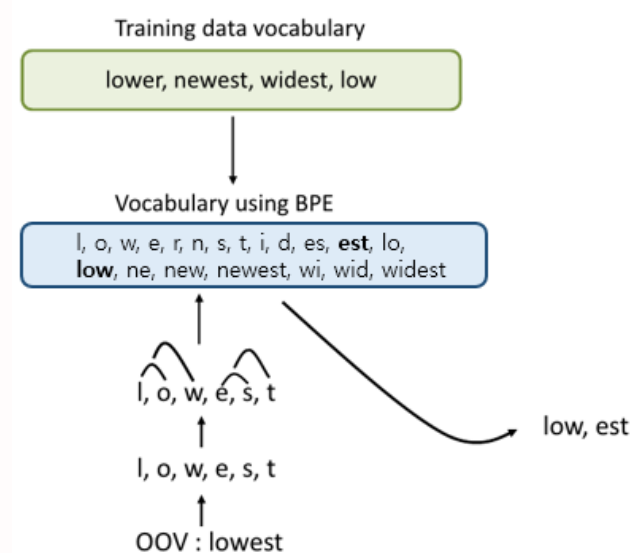 Training data vocabulary
lower, newest, widest, low
Vocabulary using BPE
l, o, w, e, r, n, s, t, i, d, es, est, lo,
low, ne, new, newest, wi, wid, widest
l, o, w, e, s, t
low, est
l, o, w, e, s, t
OOV : lowest